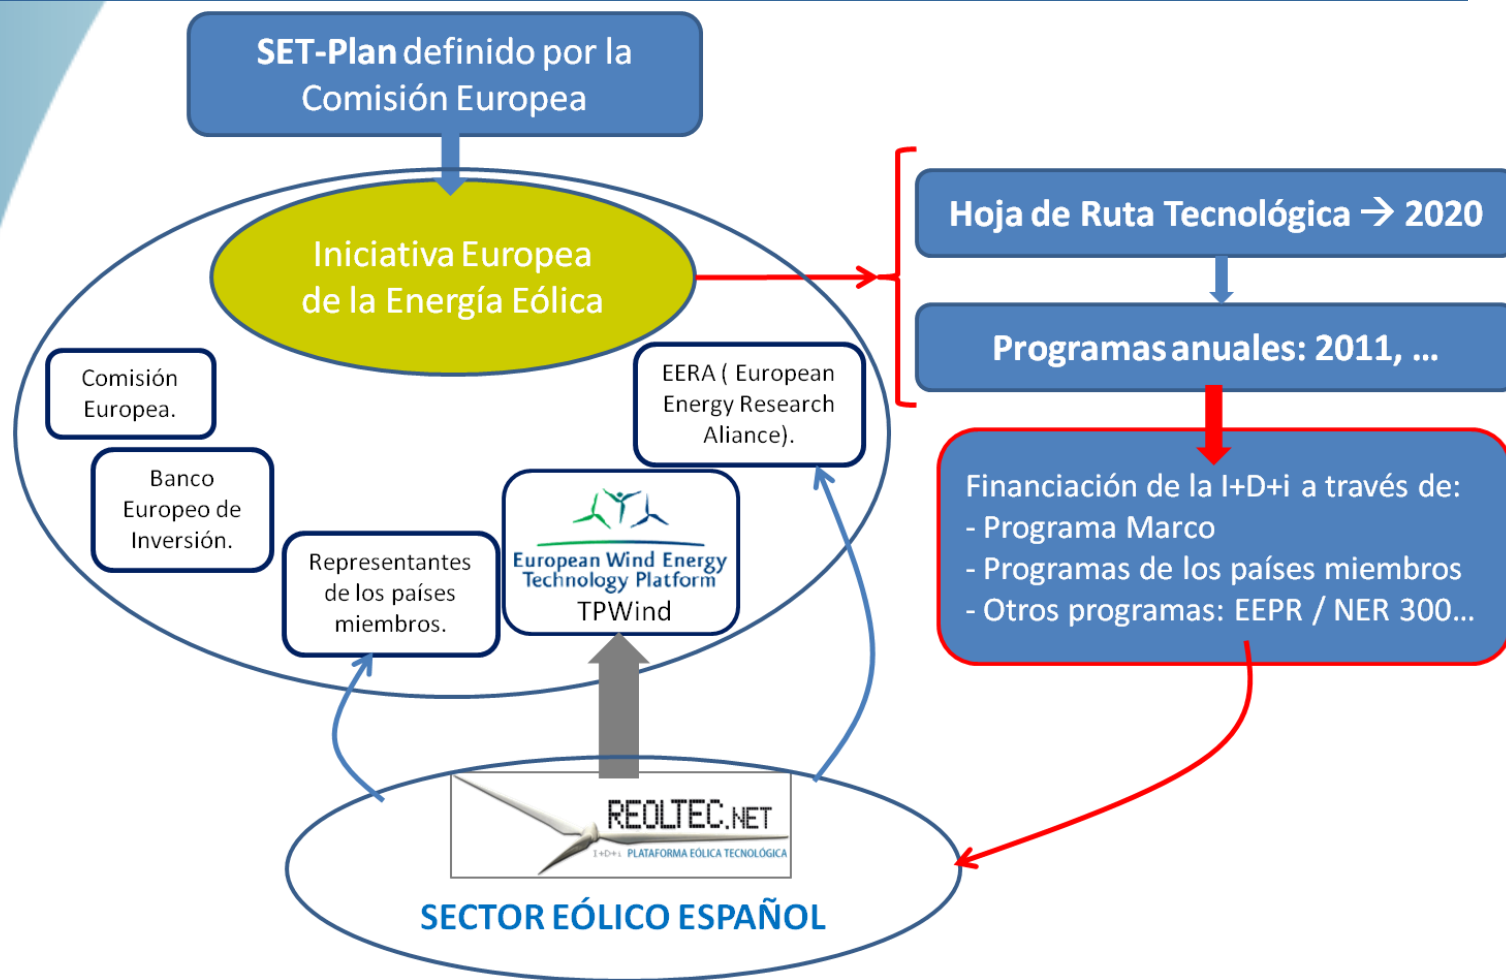 SET-Plan definido por la
Comisión Europea
Iniciativa Europea
de la Energía Eólica
Comisión
Europea.
Banco
Europeo de
Inversión.
Representantes
de los países
miembros.
European Wind Energy
Technology Platform
TPWind
EERA ( European
Energy Research
Aliance).
Hoja de Ruta Tecnológica → 2020
Programas anuales: 2011, ...
Financiación de la I+D+i a través de:
- Programa Marco
- Programas de los países miembros
- Otros programas: EEPR / NER 300...
REOLTEC.NET
I+D+i PLATAFORMA EÓLICA TECNOLÓGICA
SECTOR EÓLICO ESPAÑOL